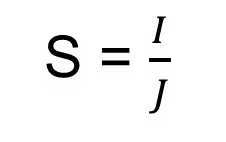 S = I/J